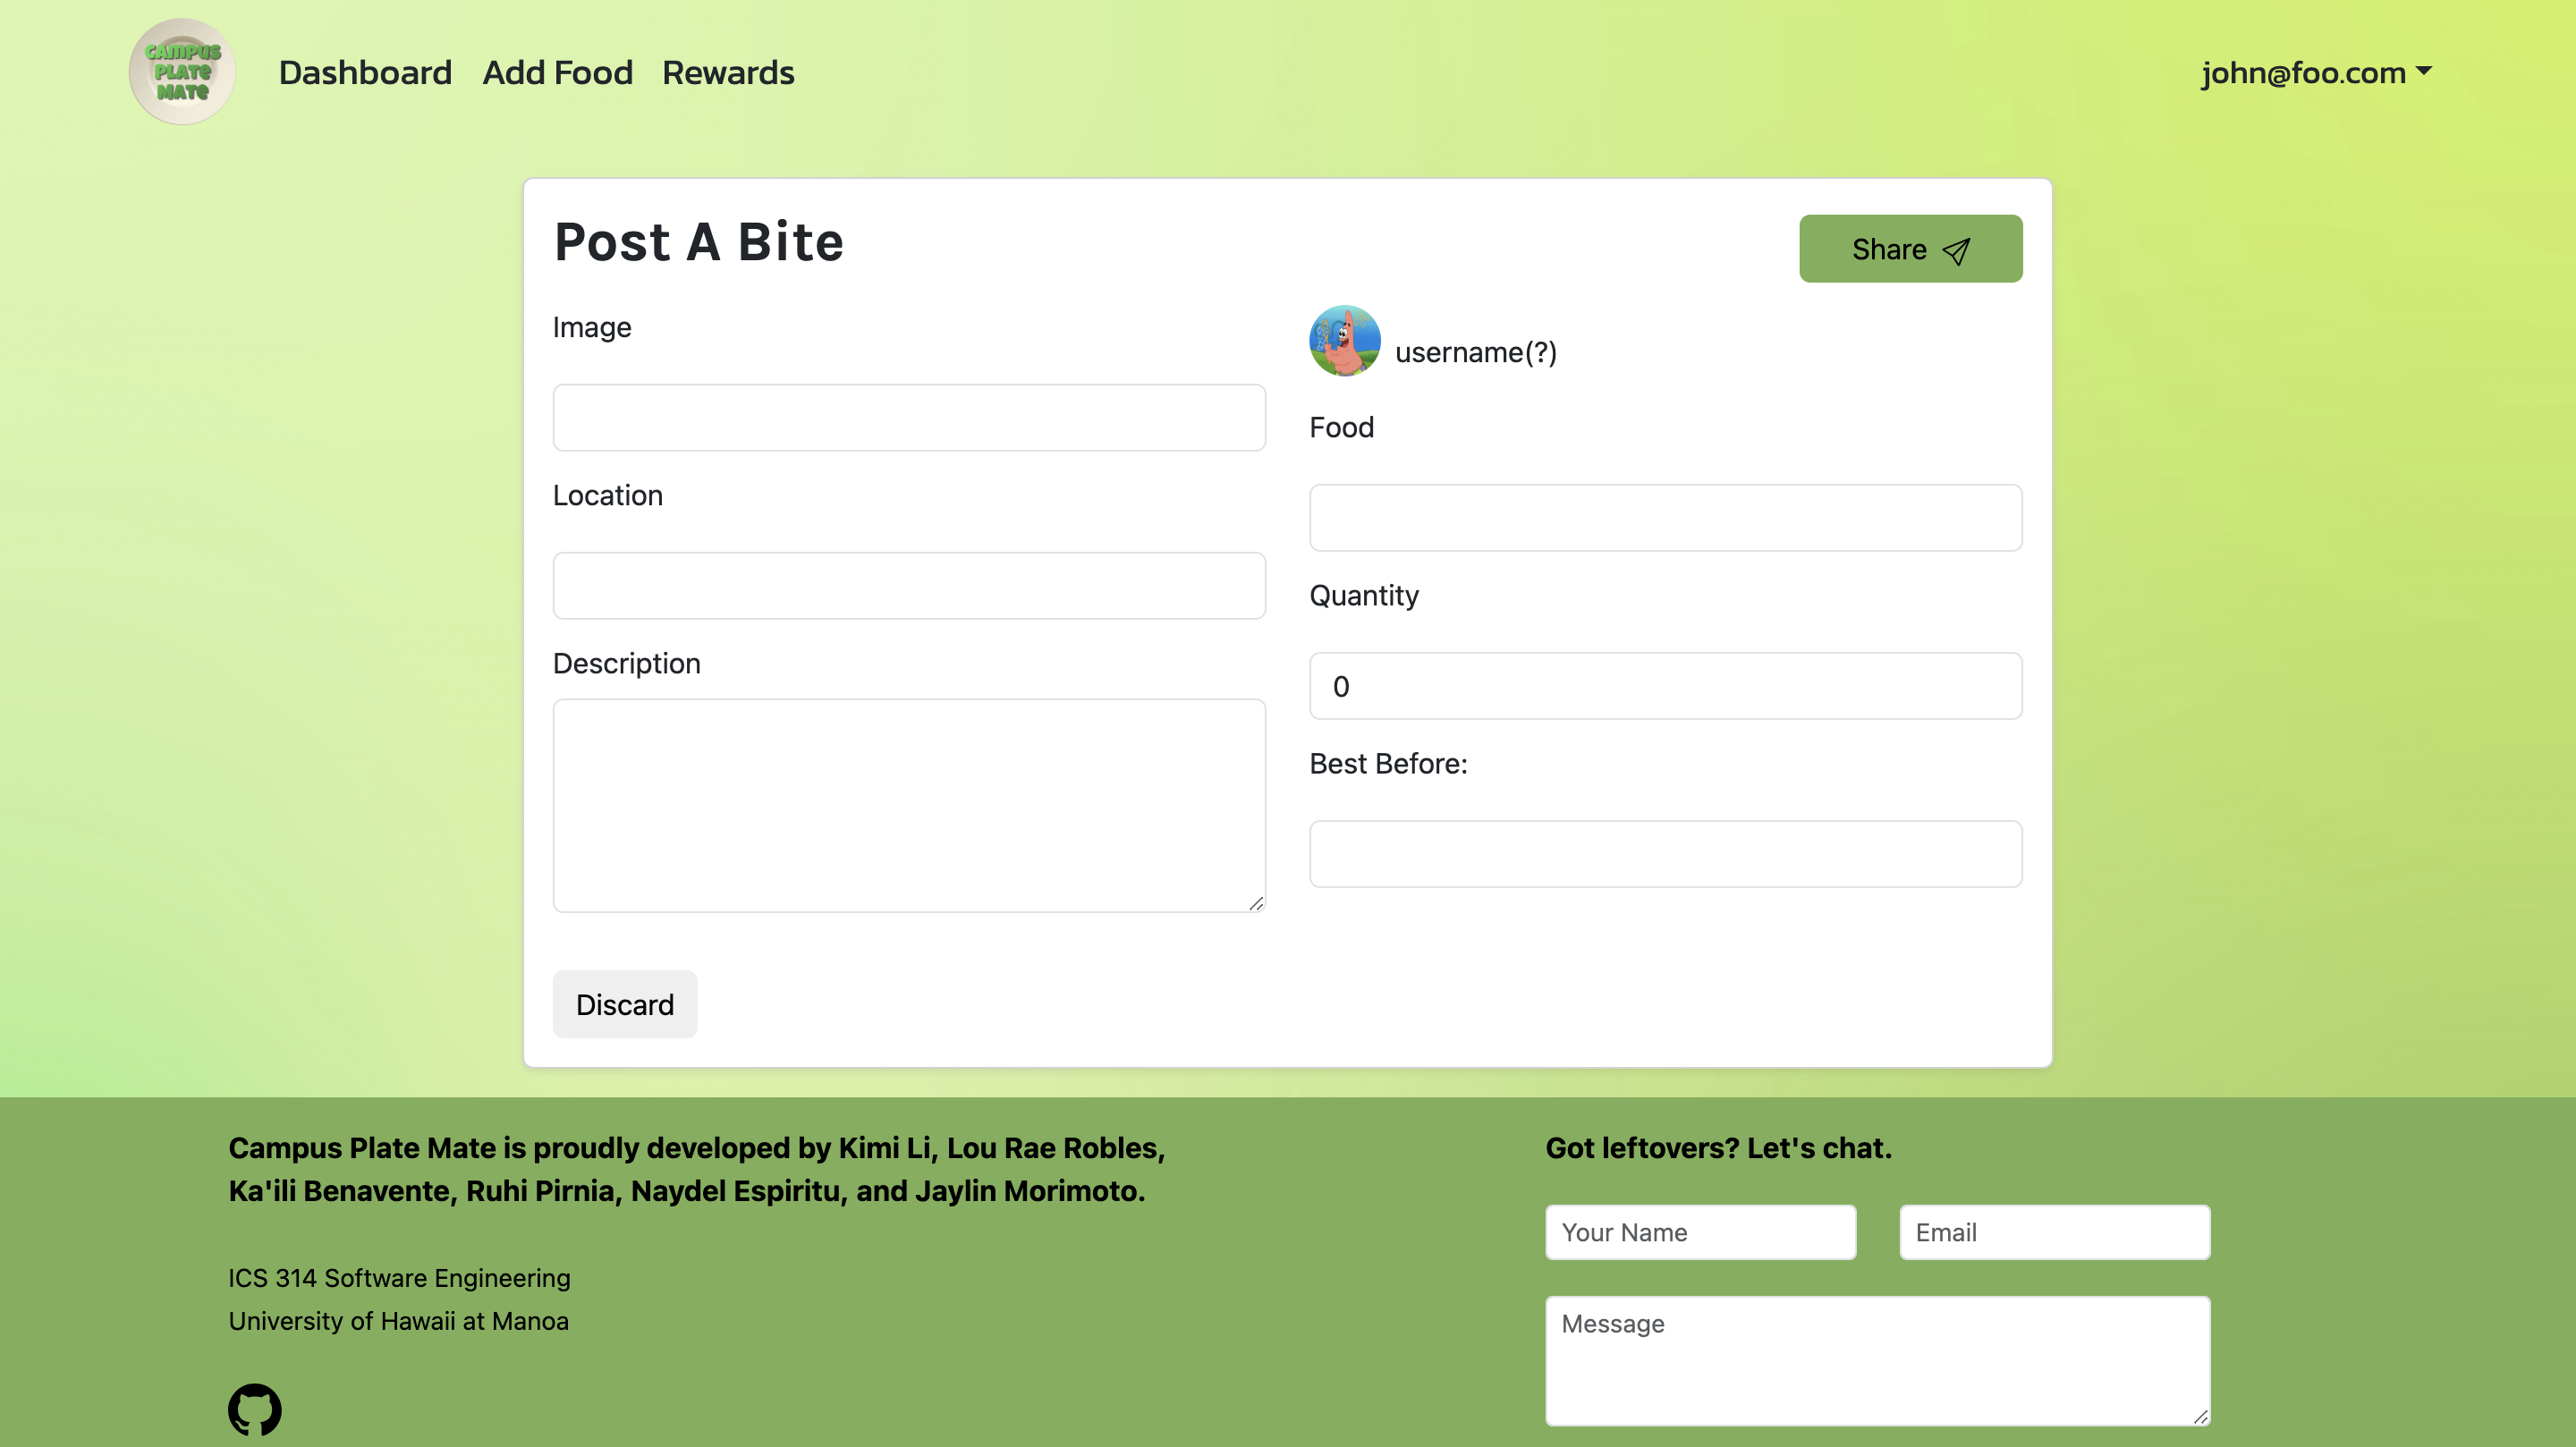 CAMPUS
PLATE
MATE
Dashboard Add Food Rewards
john@foo.com
Post A Bite
Share
Image
Location
Description
Discard
username(?)
Food
Quantity
0
Best Before:
Campus Plate Mate is proudly developed by Kimi Li, Lou Rae Robles,
Ka'ili Benavente, Ruhi Pirnia, Naydel Espiritu, and Jaylin Morimoto.
ICS 314 Software Engineering
University of Hawaii at Manoa
Got leftovers? Let's chat.
Your Name
Email
Message